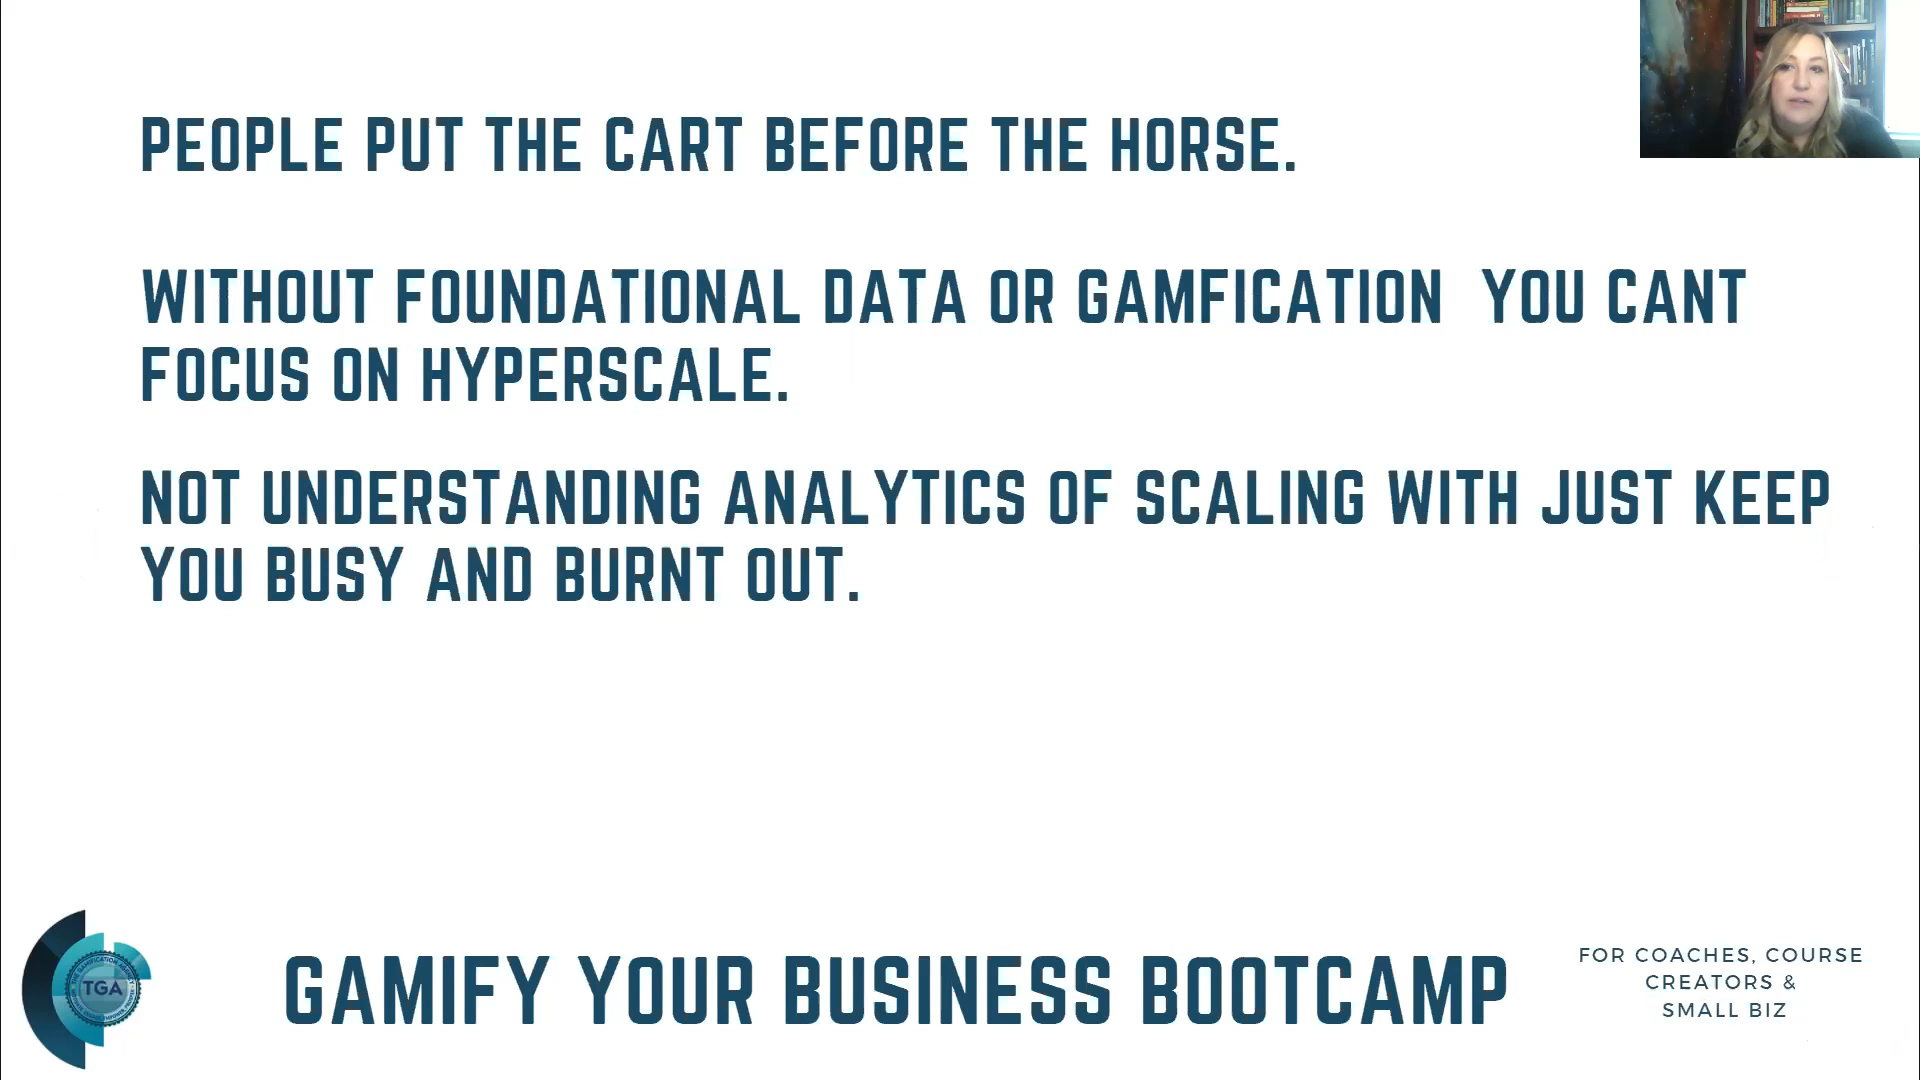 PEOPLE PUT THE CART BEFORE THE HORSE.
WITHOUT FOUNDATIONAL DATA OR GAMFICATION YOU CANT
FOCUS ON HYPERSCALE.
NOT UNDERSTANDING ANALYTICS OF SCALING WITH JUST KEEP
YOU BUSY AND BURNT OUT.
TGA
GAMIFY YOUR BUSINESS BOOTCAMP
FOR COACHES, COURSE
CREATORS &
SMALL BIZ